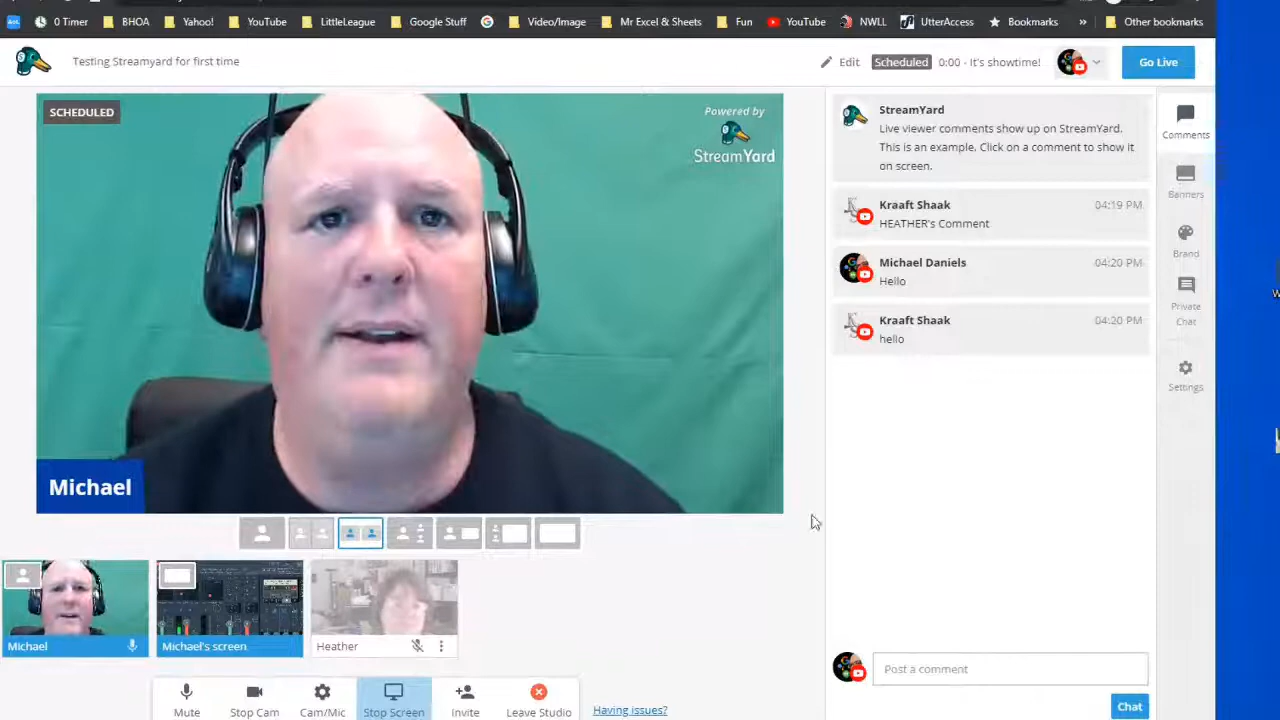 0 Timer
BHOA
Yahoo!
YouTube
LittleLeague
Google Stuff
Video/Image
Mr Excel & Sheets
Fun
YouTube
NWLL
UtterAccess
Bookmarks
»
Other bookmarks
Testing Streamyard for first time
Edit
Scheduled
0:00 - It's showtime!
Go Live
SCHEDULED
Powered by
StreamYard
Michael
StreamYard
Live viewer comments show up on StreamYard.
This is an example. Click on a comment to show it
on screen.
Kraaft Shaak
04:19 PM
HEATHER's Comment
Michael Daniels
04:20 PM
Hello
Kraaft Shaak
04:20 PM
hello
Comments
Banners
Brand
Private
Chat
Settings
Michael
Michael's screen
Heather
Mute
Stop Cam
Cam/Mic
Stop Screen
Invite
Leave Studio
Having issues?
Post a comment
Chat